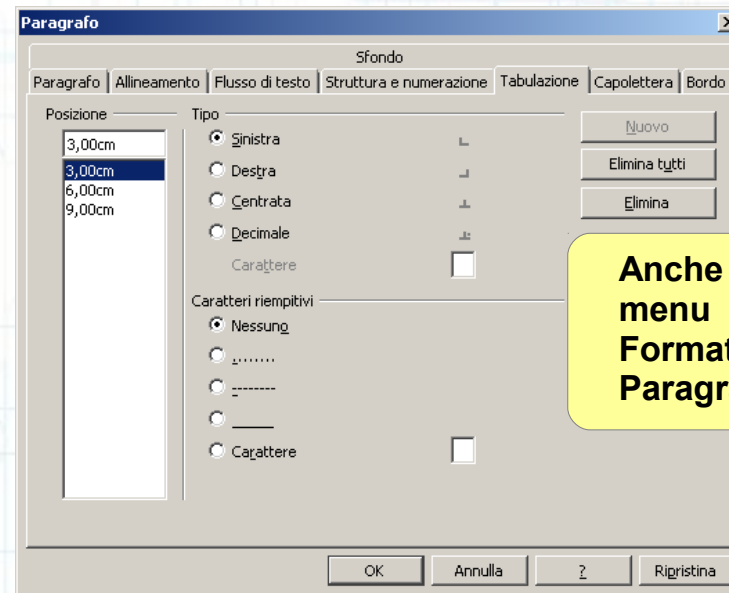 Paragrafo
Sfondo
Paragrafo Allineamento Flusso di testo Struttura e numerazione Tabulazione Capolettera Bordo
Posizione
3,00cm
3,00cm
6,00cm
9,00cm
Tipo
Sinistra
Destra
Centrata
Decimale
Carattere
Caratteri riempitivi
Nessuno
........
--------
_____
Carattere
Nuovo
Elimina tutti
Elimina
Anche
menu
Format
Paragr
OK Annulla ? Ripristina